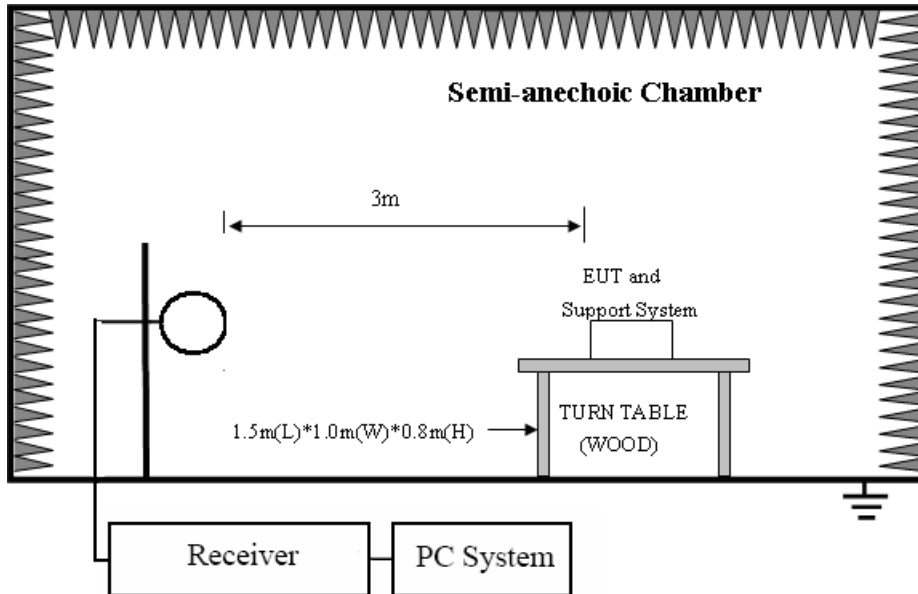 Semi-anechoic Chamber
3m
EUT and
Support System
1.5m(L)*1.0m(W)*0.8m(H)
TURN TABLE
(WOOD)
Receiver
PC System